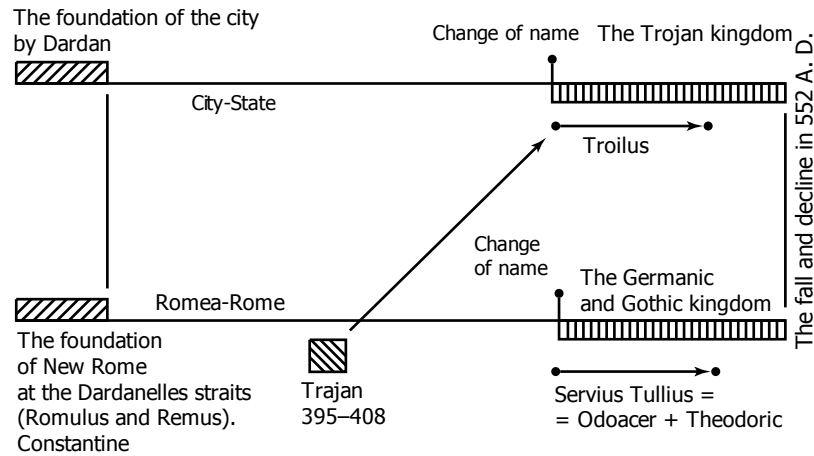 The foundation of the city
by Dardan
Change of name
The Trojan kingdom
City-State
Troilus
The fall and decline in 552 A. D.
Change
of name
Romea-Rome
The Germanic
and Gothic kingdom
The foundation
of New Rome
at the Dardanelles straits
(Romulus and Remus).
Constantine
Trajan
395–408
Servius Tullius =
= Odoacer + Theodoric